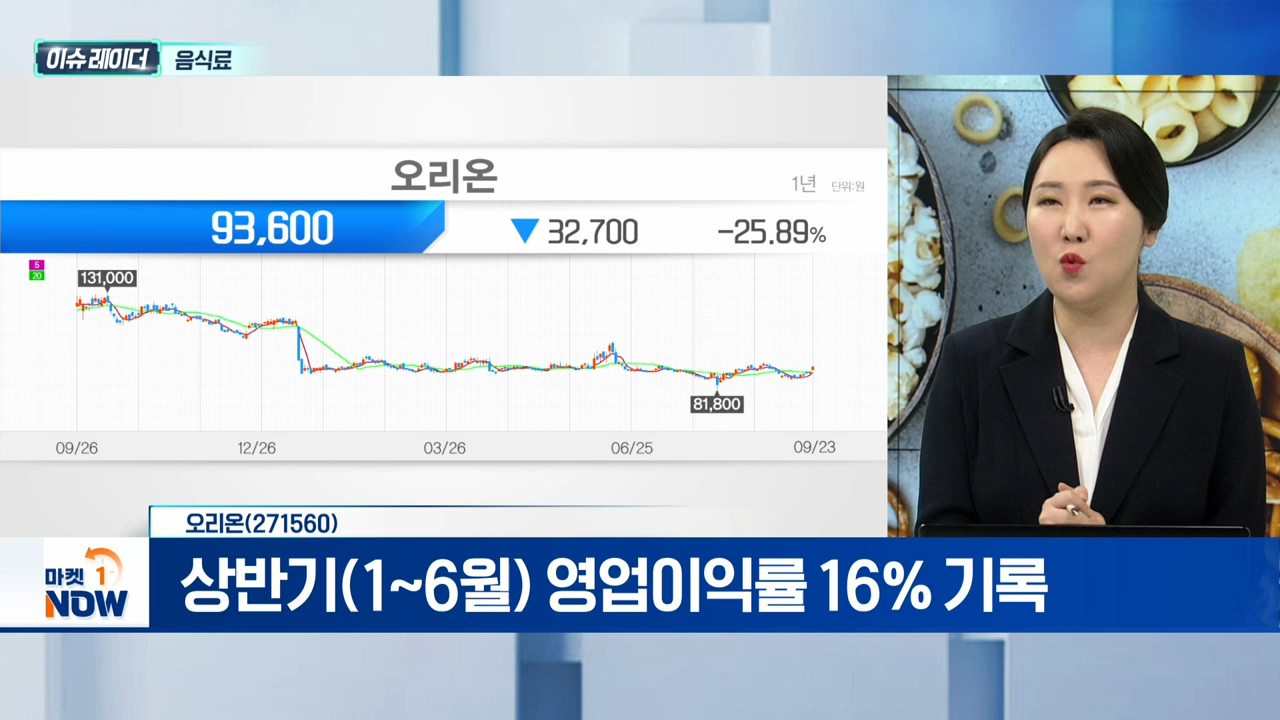 이슈 레이더 음식료
오리온
1년 단위:원
93,600 ▼ 32,700 -25.89%
5
20
131,000
81,800
09/26 12/26 03/26 06/25 09/23
오리온(271560)
마켓 1
NOW
상반기(1~6월) 영업이익률 16% 기록